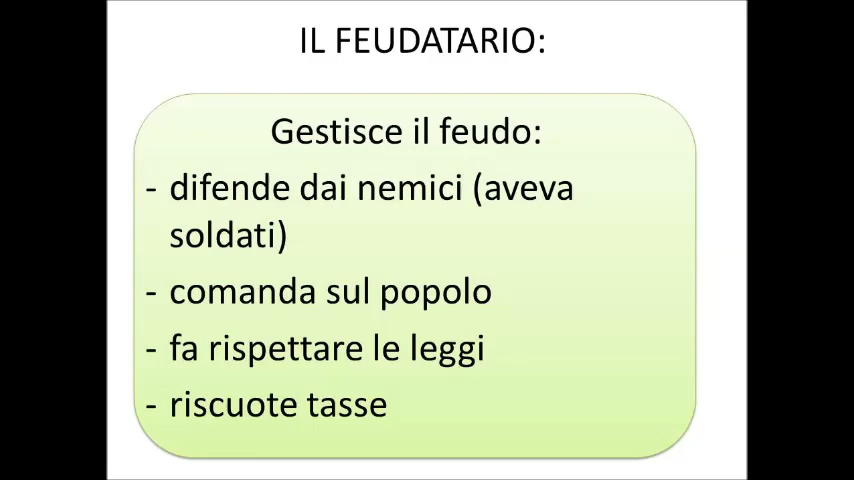 IL FEUDATARIO:
Gestisce il feudo:
- difende dai nemici (aveva
soldati)
- comanda sul popolo
- fa rispettare le leggi
- riscuote tasse